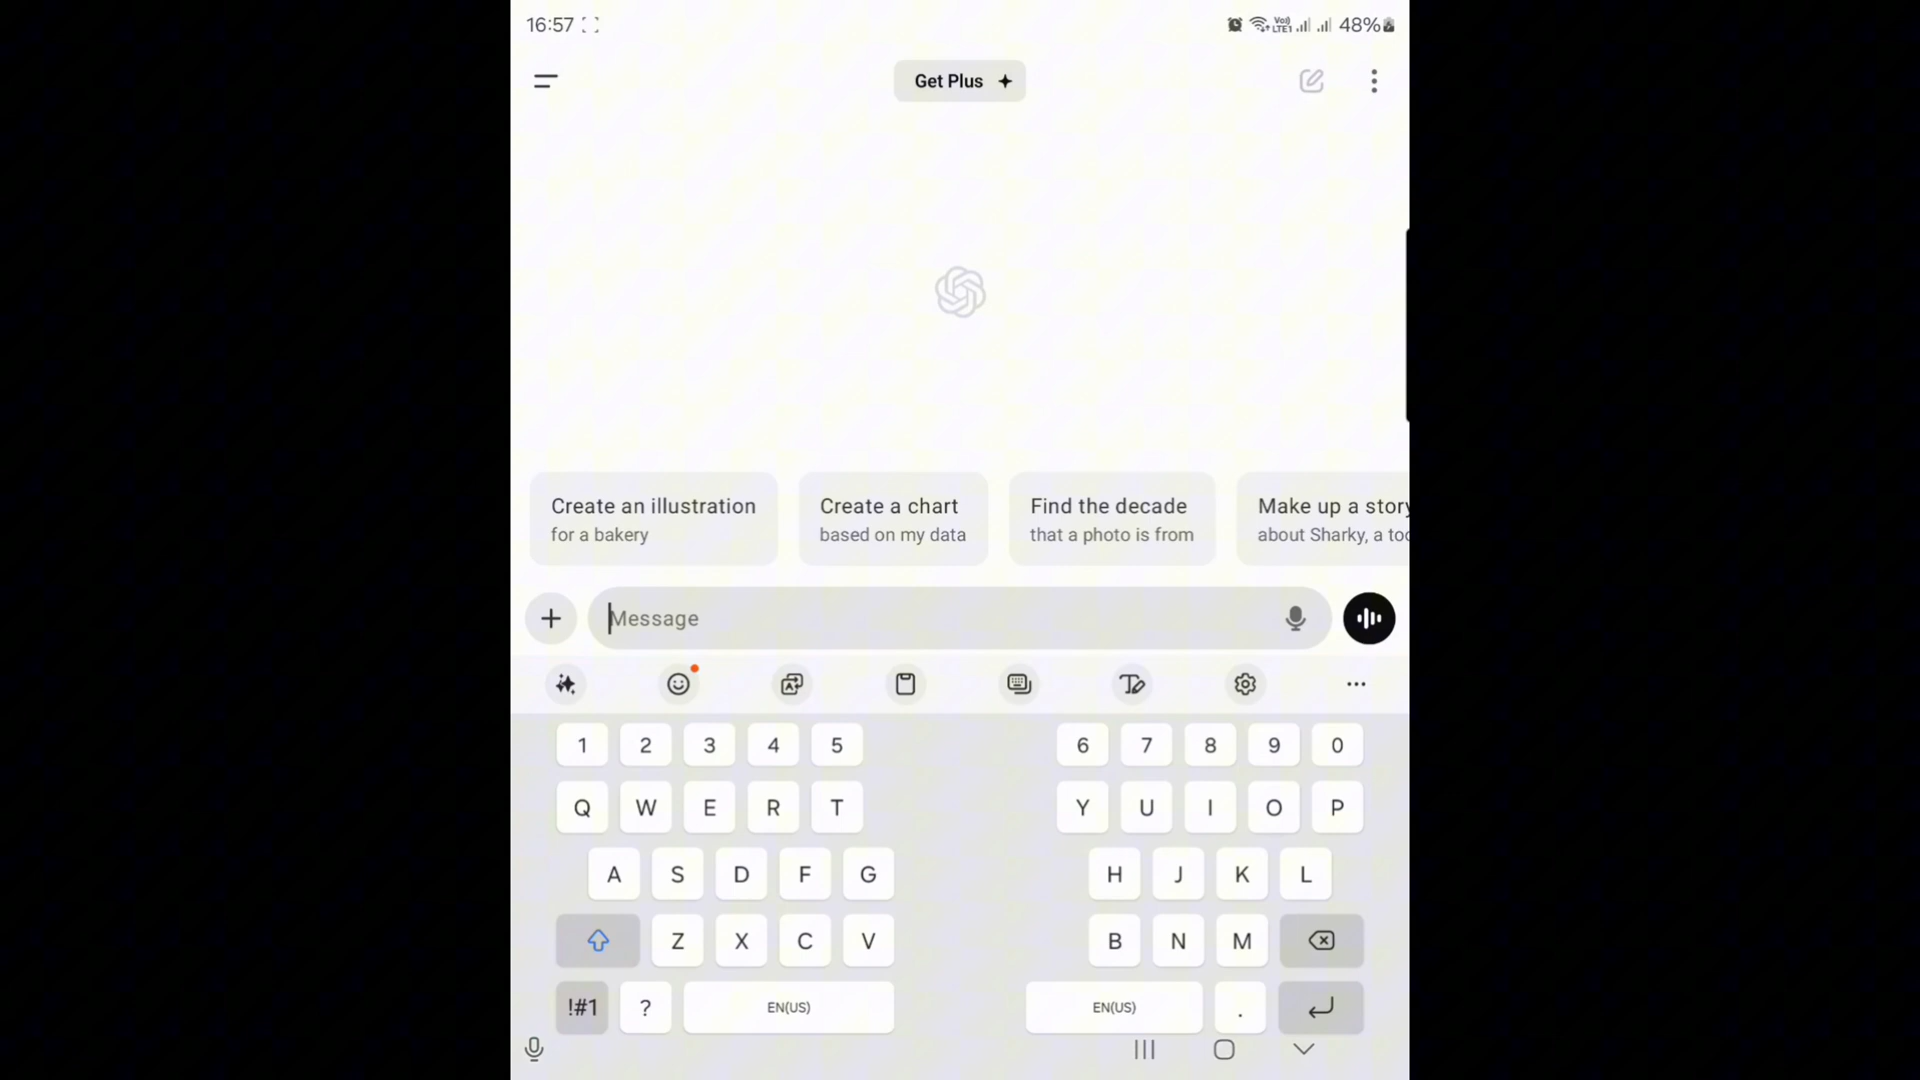 16:57
Vo)) LTE1 48%
Get Plus
Create an illustration
for a bakery
Create a chart
based on my data
Find the decade
that a photo is from
Make up a story
about Sharky, a
Message
1 2 3 4 5 6 7 8 9 0
Q W E R T Y U I O P
A S D F G H J K L
Z X C V B N M
!#1 ? EN(US) EN(US) .